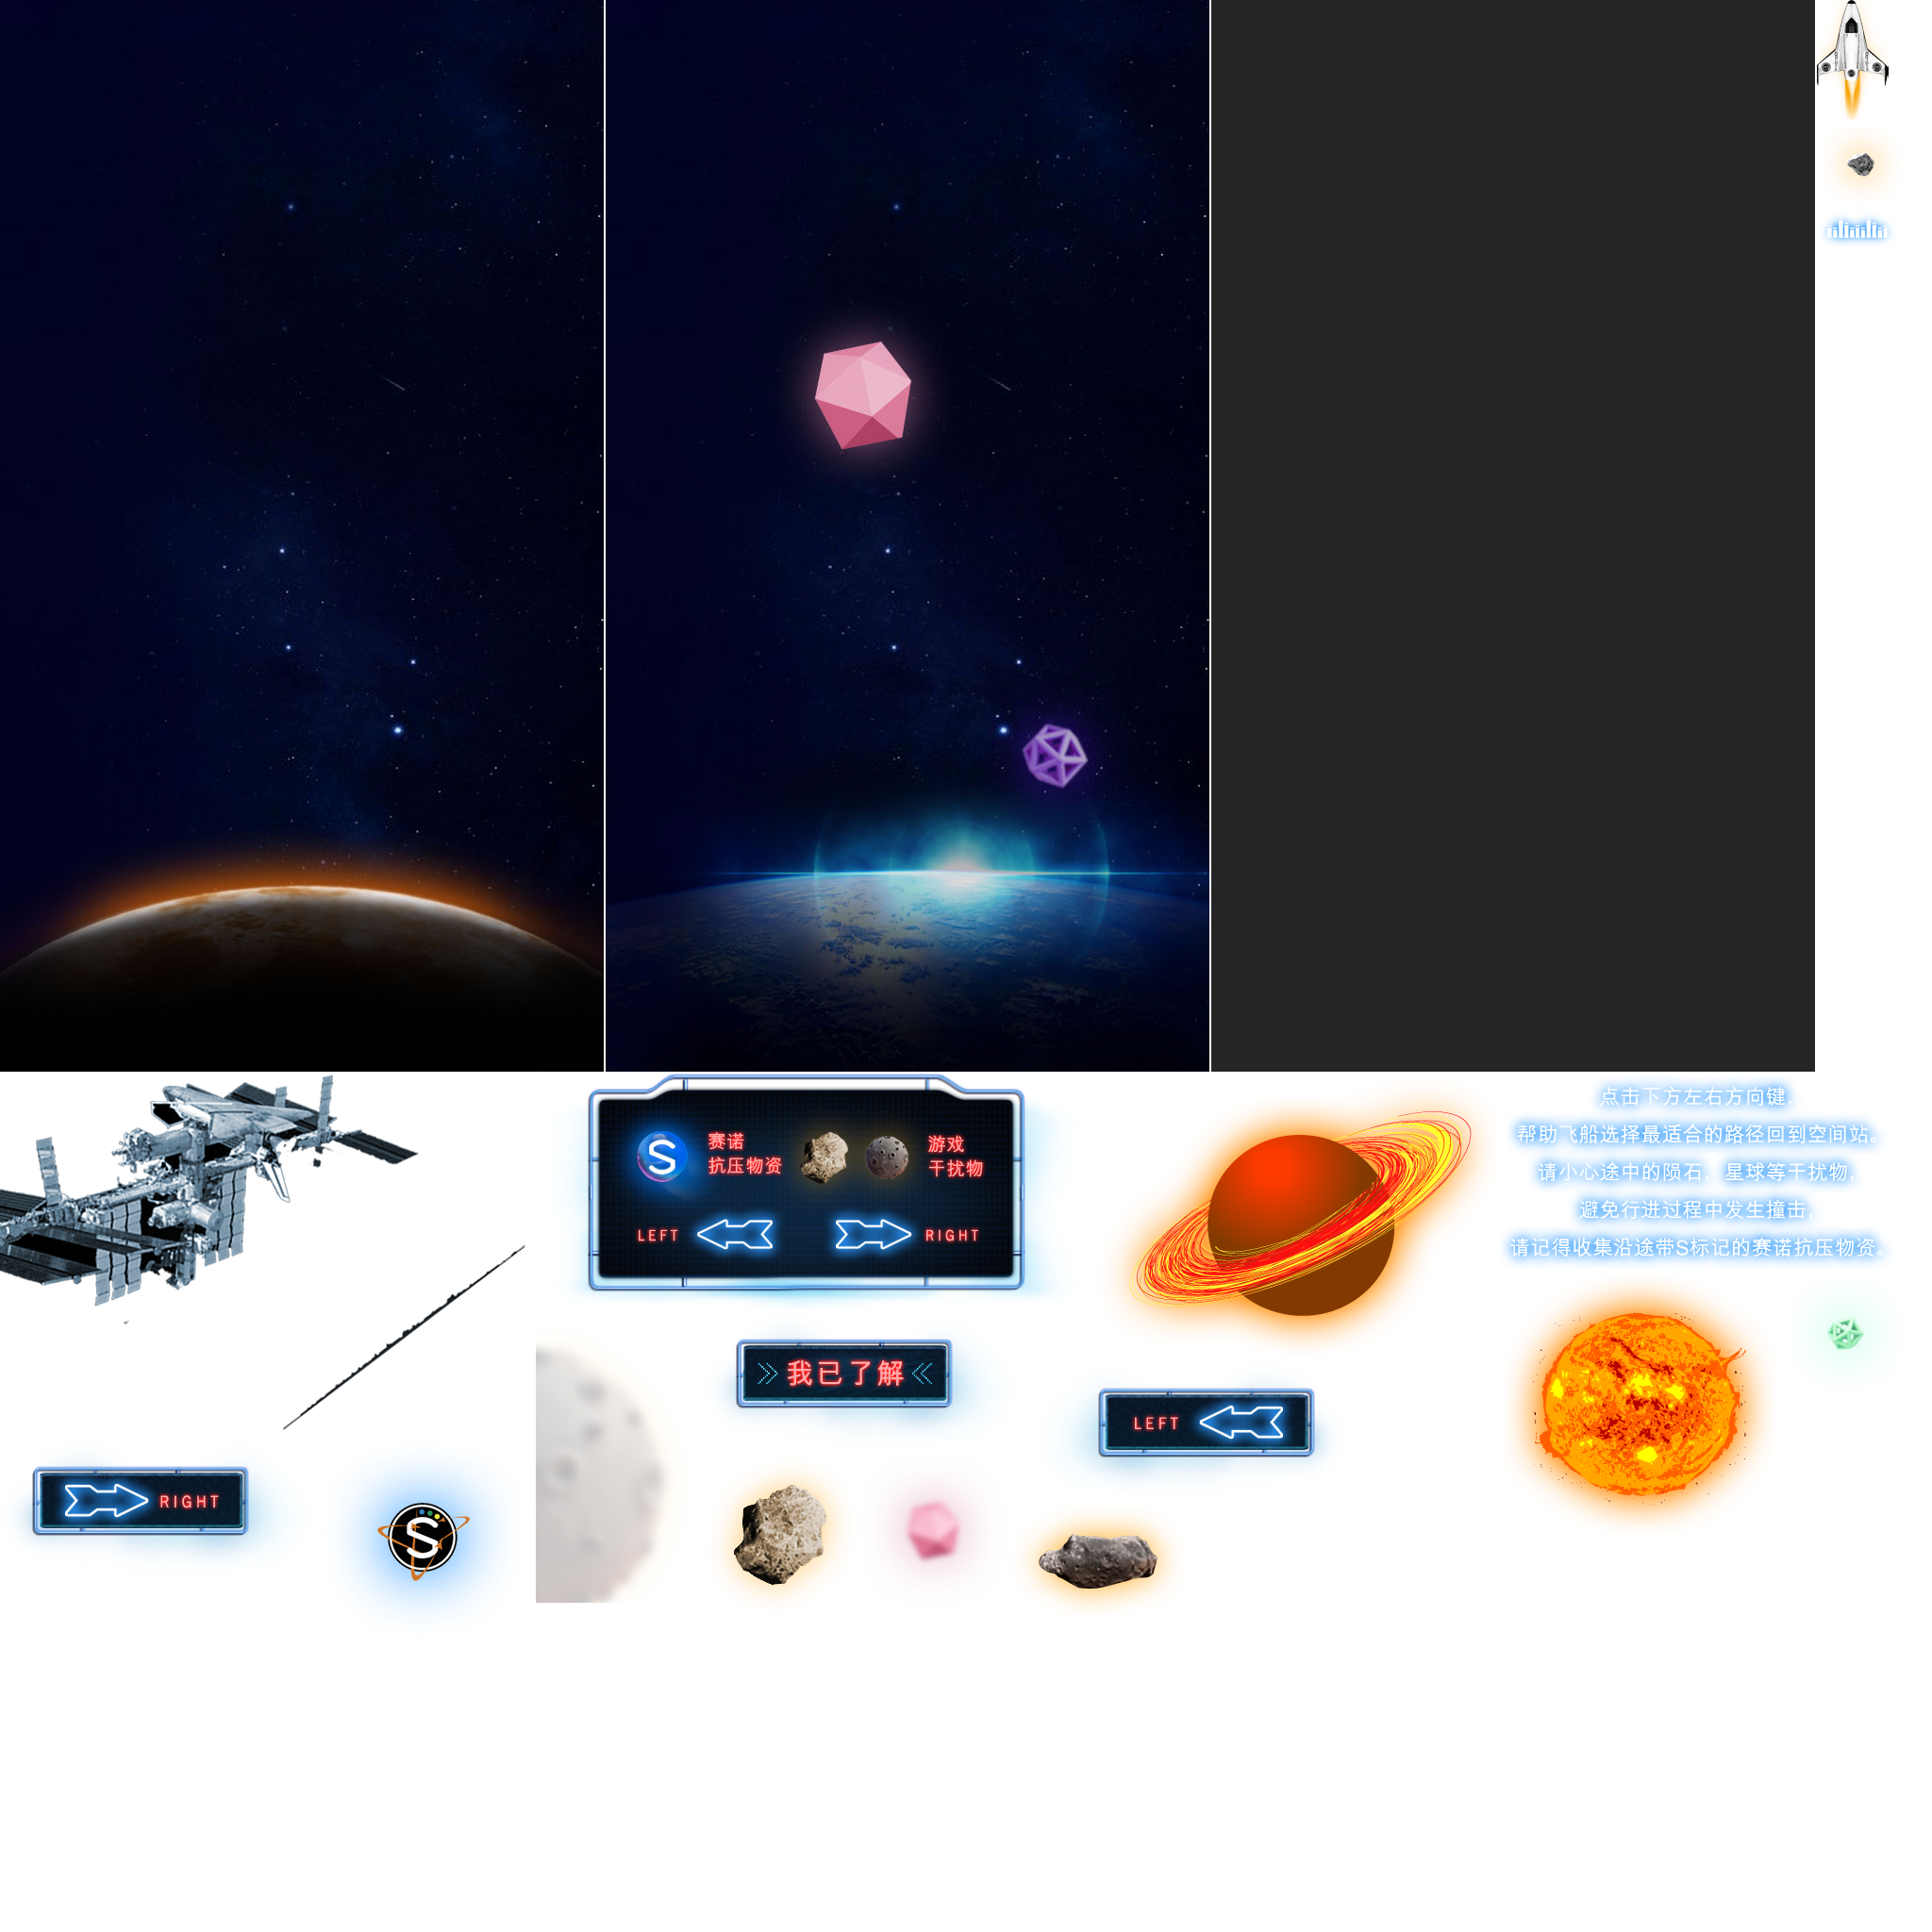 点击下方左右方向键，
帮助飞船选择最适合的路径回到空间站。
请小心途中的陨石，星球等干扰物，
避免行进过程中发生撞击，
请记得收集沿途带S标记的赛诺抗压物资。
S
赛诺
抗压物资
游戏
干扰物
LEFT
RIGHT
我已了解
LEFT
RIGHT
S